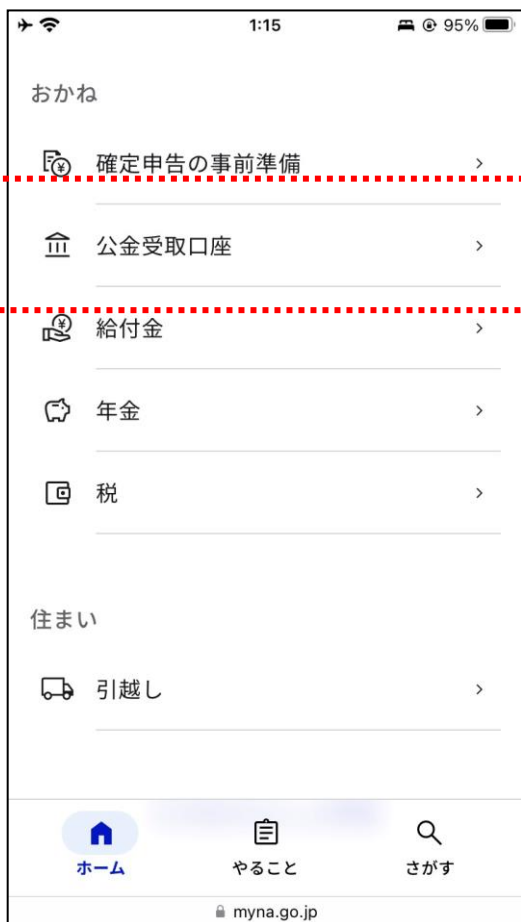 1:15
95%
おかね
確定申告の事前準備
公金受取口座
給付金
年金
税
住まい
引越し
ホーム
やること
さがす
myna.go.jp